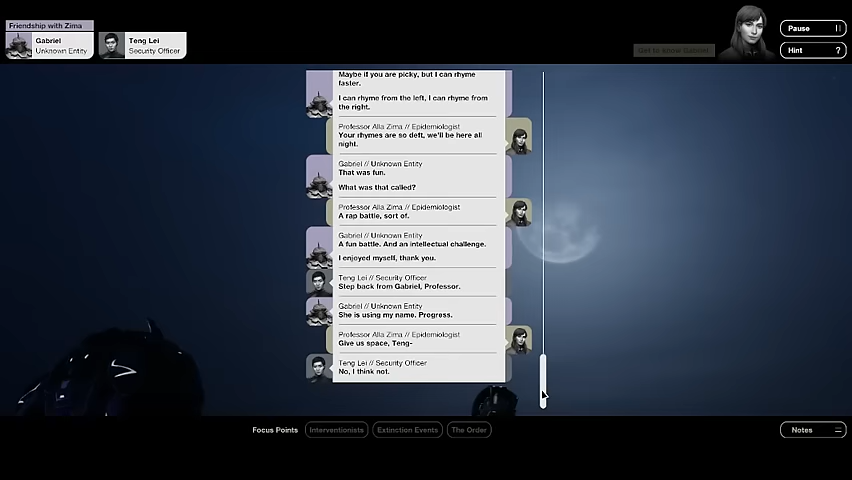 Friendship with Zima
Gabriel
Unknown Entity
Teng Lei
Security Officer
Get to know Gabriel
Pause
Hint ?
Maybe if you are picky, but I can rhyme
faster.
I can rhyme from the left, I can rhyme from
the right.
Professor Alla Zima // Epidemiologist
Your rhymes are so deft, we'll be here all
night.
Gabriel // Unknown Entity
That was fun.
What was that called?
Professor Alla Zima // Epidemiologist
A rap battle, sort of.
Gabriel // Unknown Entity
A fun battle. And an intellectual challenge.
I enjoyed myself, thank you.
Teng Lei // Security Officer
Step back from Gabriel, Professor.
Gabriel // Unknown Entity
She is using my name. Progress.
Professor Alla Zima // Epidemiologist
Give us space, Teng-
Teng Lei // Security Officer
No, I think not.
Focus Points
Interventionists
Extinction Events
The Order
Notes